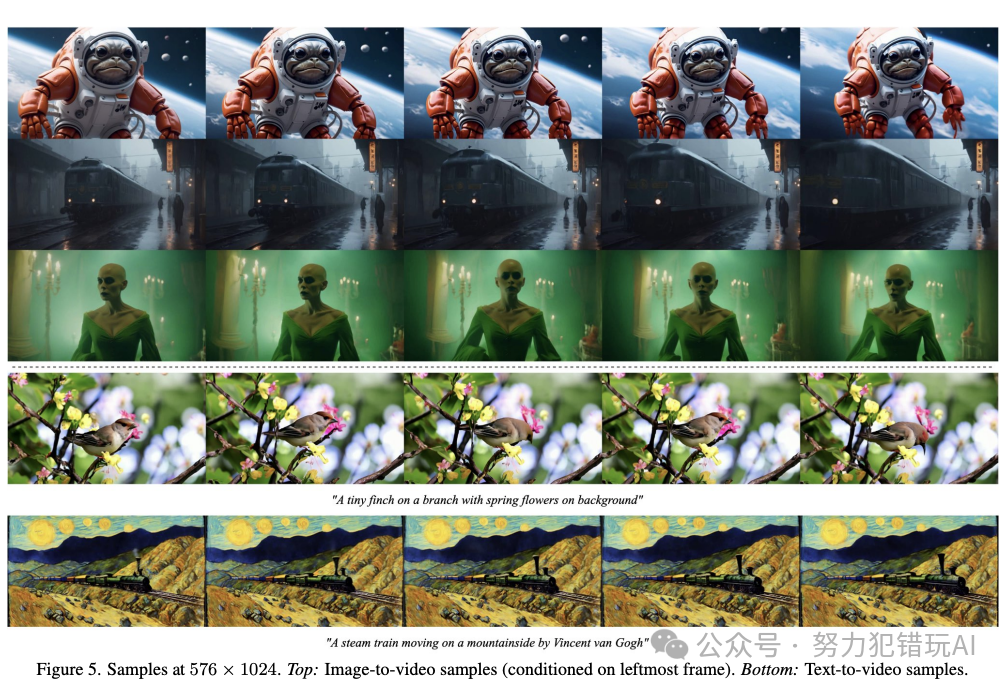 "A tiny finch on a branch with spring flowers on background"
"A steam train moving on a mountainside by Vincent van Gogh"
公众号 · 努力犯错玩AI
Figure 5. Samples at 576 × 1024. Top: Image-to-video samples (conditioned on leftmost frame). Bottom: Text-to-video samples.